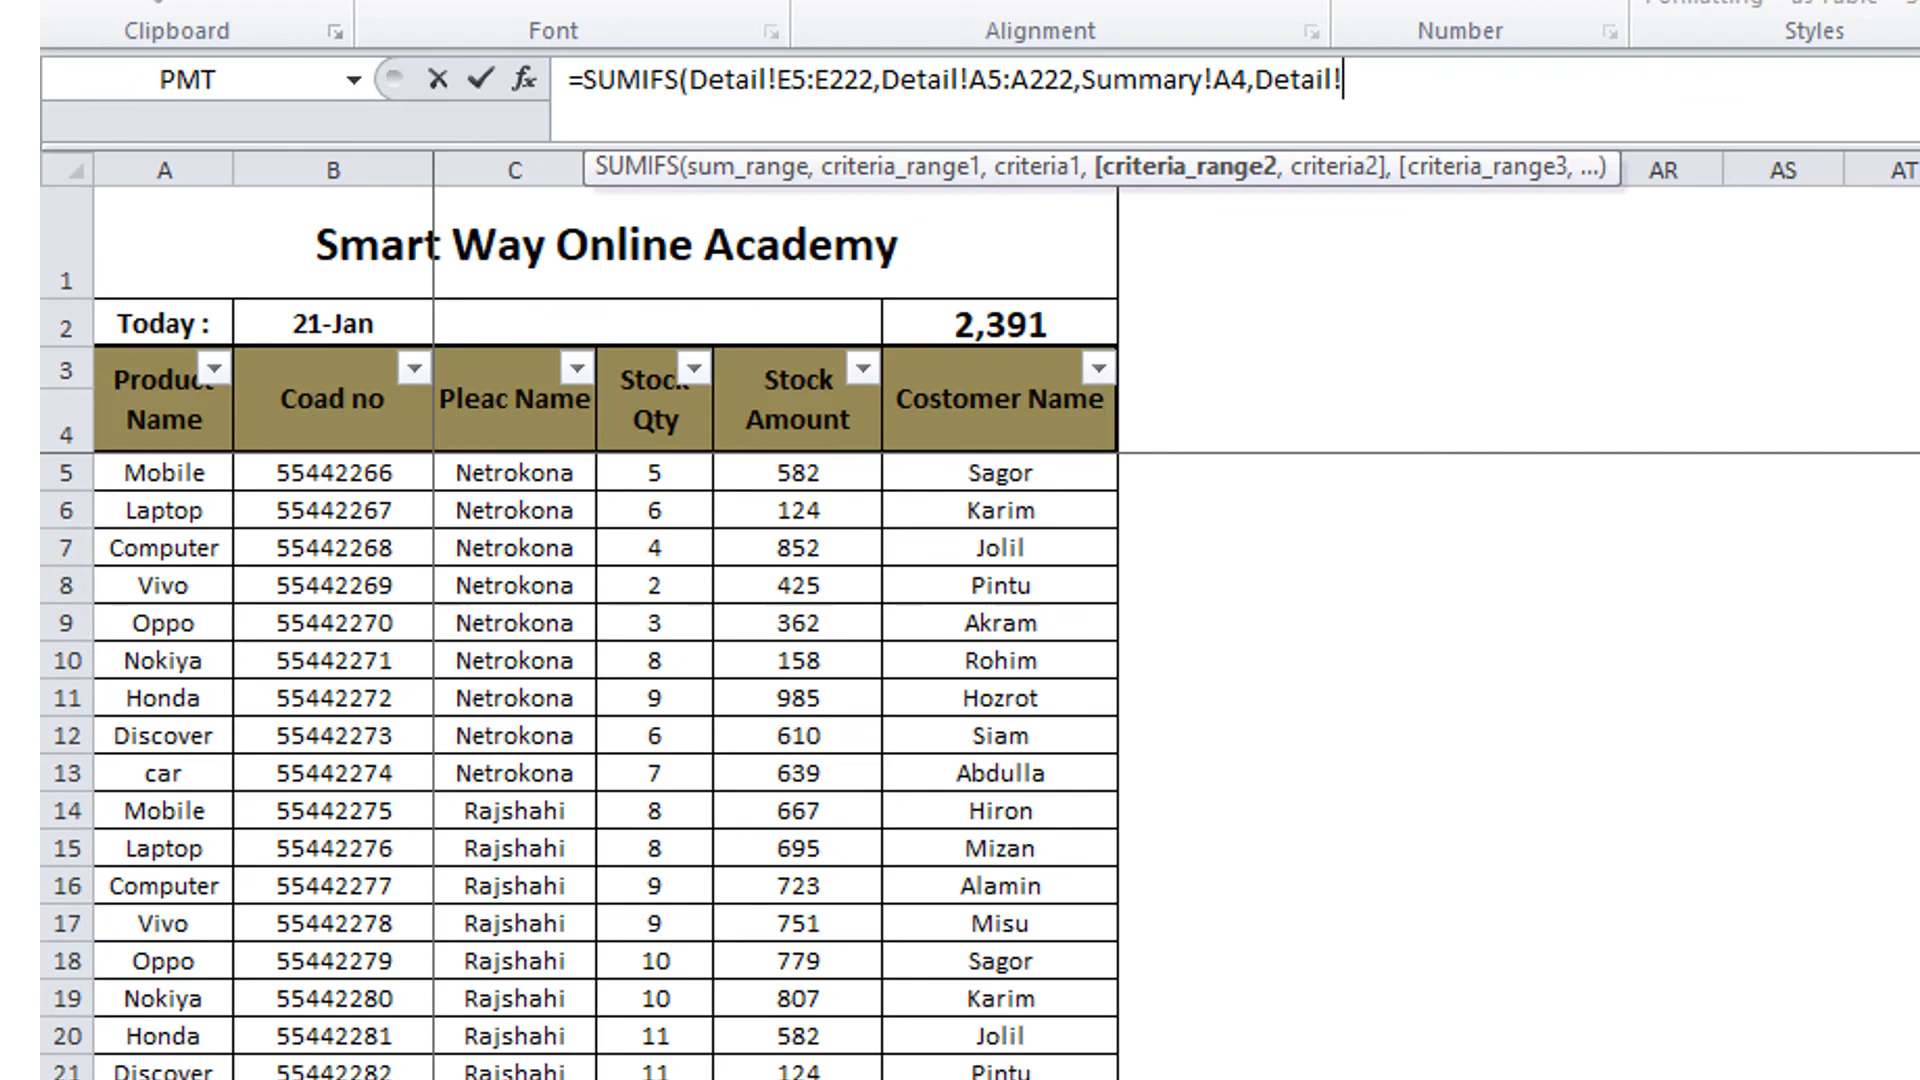 Formatting as Table
Clipboard Font Alignment Number Styles
PMT fx =SUMIFS(Detail!E5:E222,Detail!A5:A222,Summary!A4,Detail!
SUMIFS(sum_range, criteria_range1, criteria1, [criteria_range2, criteria2], [criteria_range3, ...)
A B C AR AS AT
Smart Way Online Academy
1
2 Today : 21-Jan 2,391
3 Product Stock Stock
Coad no Pleac Name Costomer Name
4 Name Qty Amount
5 Mobile 55442266 Netrokona 5 582 Sagor
6 Laptop 55442267 Netrokona 6 124 Karim
7 Computer 55442268 Netrokona 4 852 Jolil
8 Vivo 55442269 Netrokona 2 425 Pintu
9 Oppo 55442270 Netrokona 3 362 Akram
10 Nokiya 55442271 Netrokona 8 158 Rohim
11 Honda 55442272 Netrokona 9 985 Hozrot
12 Discover 55442273 Netrokona 6 610 Siam
13 car 55442274 Netrokona 7 639 Abdulla
14 Mobile 55442275 Rajshahi 8 667 Hiron
15 Laptop 55442276 Rajshahi 8 695 Mizan
16 Computer 55442277 Rajshahi 9 723 Alamin
17 Vivo 55442278 Rajshahi 9 751 Misu
18 Oppo 55442279 Rajshahi 10 779 Sagor
19 Nokiya 55442280 Rajshahi 10 807 Karim
20 Honda 55442281 Rajshahi 11 582 Jolil
21 Discover 55442282 Rajshahi 11 124 Pintu